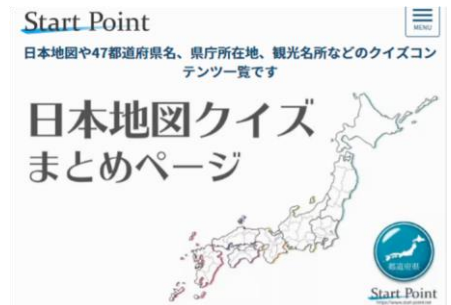 Start Point
MENU
日本地図や47都道府県名、県庁所在地、観光名所などのクイズコン
テンツ一覧です
日本地図クイズ
まとめページ
都道府県
Start Point